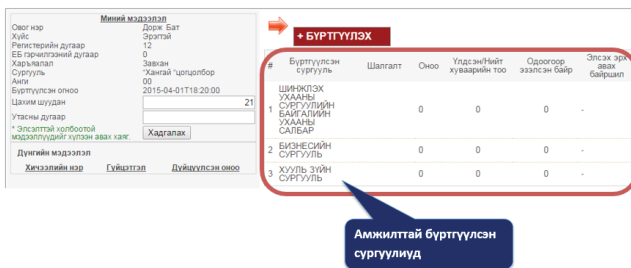 Миний мэдээлэл
Овог нэр Дорж Бат
Хүйс Эрэгтэй
Регистерийн дугаар 12
ЕБ гэрчилгээний дугаар 0
Харъяалал Завхан
Сургууль "Хангай "цогцолбор
Анги 00
Бүртгүүлсэн огноо 2015-04-01T18:20:00
Цахим шуудан 21
Утасны дугаар
* Элсэлттэй холбоотой
мэдээллүүдийг хүлээн авах хаяг.
Хадгалах
Дүнгийн мэдээлэл
Хичээлийн нэр Гүйцэтгэл Дүйцүүлсэн оноо
+ БҮРТГҮҮЛЭХ
# Бүртгүүлсэн сургууль Шалгалт Оноо Үлдсэн/Нийт хуваарийн тоо Одоогоор эзэлсэн байр Элсэх эрх авах байршил
1 ШИНЖЛЭХ
УХААНЫ
СУРГУУЛИЙН
БАЙГАЛИЙН
УХААНЫ
САЛБАР
0 0 0 -
2 БИЗНЕСИЙН
СУРГУУЛЬ
0 0 0 -
3 ХУУЛЬ ЗҮЙН
СУРГУУЛЬ
0 0 0 -
Амжилттай бүртгүүлсэн
сургуулиуд